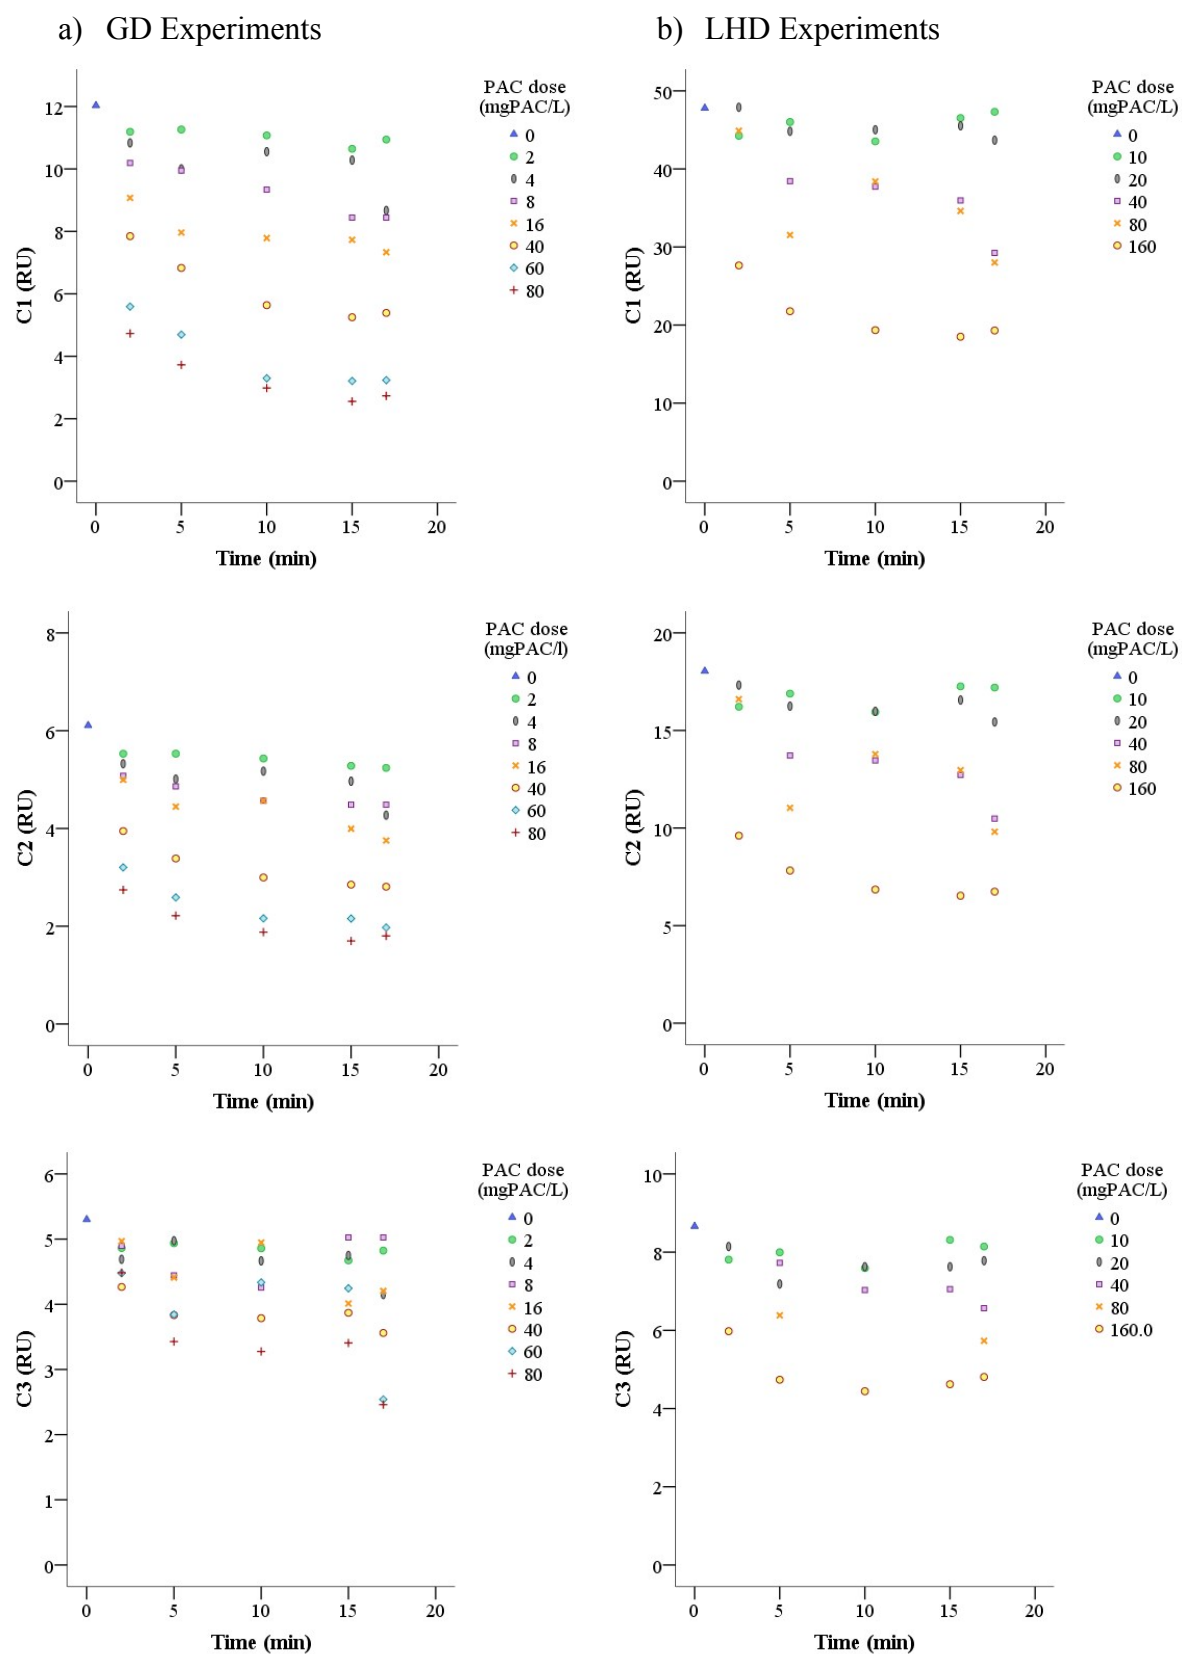 a) GD Experiments
b) LHD Experiments
C1 (RU)
12
10
8
6
4
2
0
0 5 10 15 20
Time (min)
PAC dose
(mgPAC/L)
0
2
4
8
16
40
60
80
C1 (RU)
50
40
30
20
10
0
0 5 10 15 20
Time (min)
PAC dose
(mgPAC/L)
0
10
20
40
80
160
C2 (RU)
8
6
4
2
0
0 5 10 15 20
Time (min)
PAC dose
(mgPAC/l)
0
2
4
8
16
40
60
80
C2 (RU)
20
15
10
5
0
0 5 10 15 20
Time (min)
PAC dose
(mgPAC/L)
0
10
20
40
80
160
C3 (RU)
6
5
4
3
2
1
0
0 5 10 15 20
Time (min)
PAC dose
(mgPAC/L)
0
2
4
8
16
40
60
80
C3 (RU)
10
8
6
4
2
0
0 5 10 15 20
Time (min)
PAC dose
(mgPAC/L)
0
10
20
40
80
160.0